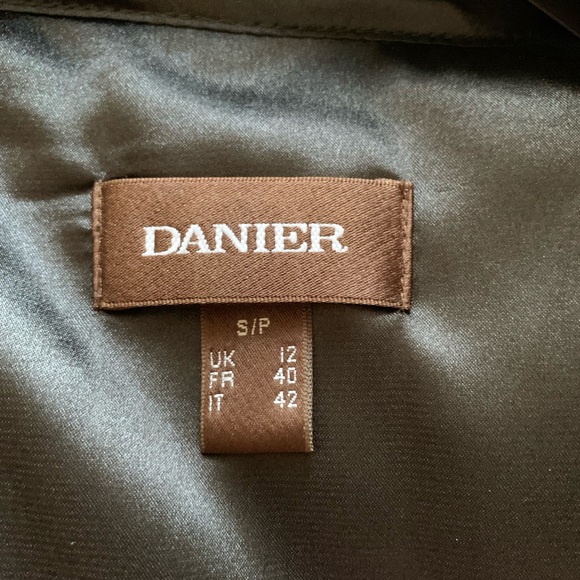 DANIER
S/P
UK 12
FR 40
IT 42